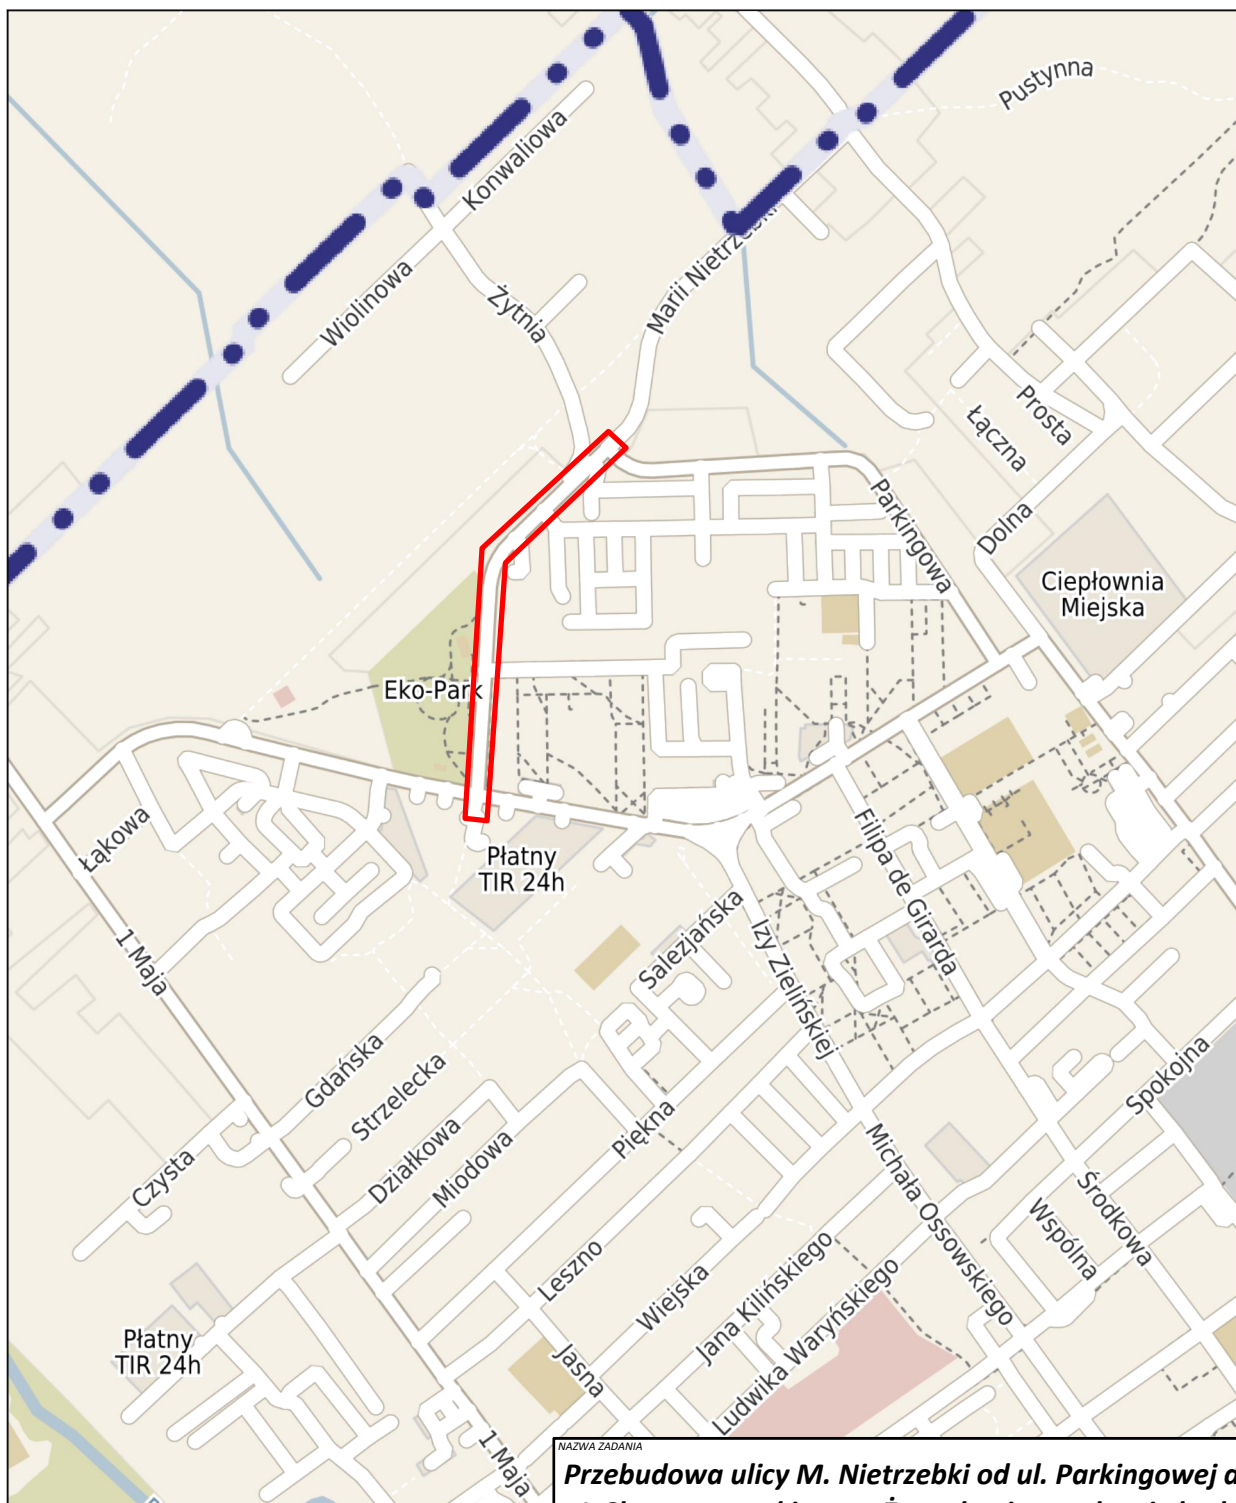 Pustynna
Konwaliowa
Wiolinowa
Żytnia
Marii Nietrzebki
Prosta
Łączna
Dolna
Parkingowa
Ciepłownia
Miejska
Eko-Park
Łąkowa
Płatny
TIR 24h
Filipa de Girarda
Salezjańska
Izy Zielińskiej
1 Maja
Gdańska
Strzelecka
Spokojna
Działkowa
Piękna
Miodowa
Czysta
Michała Ossowskiego
Środkowa
Wspólna
Leszno
Wiejska
Jana Kilińskiego
Ludwika Waryńskiego
Płatny
TIR 24h
Jasna
1 Maja
NAZWA ZADANIA
Przebudowa ulicy M. Nietrzebki od ul. Parkingowej